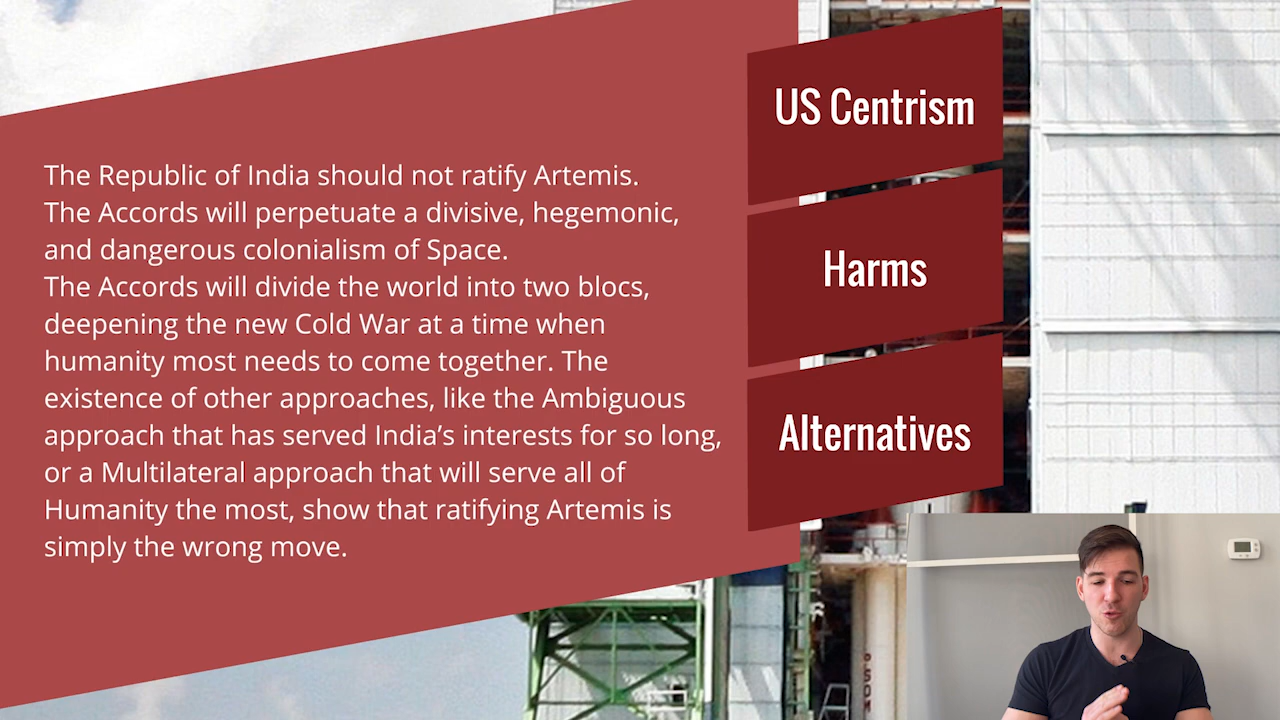 The Republic of India should not ratify Artemis.
The Accords will perpetuate a divisive, hegemonic,
and dangerous colonialism of Space.
The Accords will divide the world into two blocs,
deepening the new Cold War at a time when
humanity most needs to come together. The
existence of other approaches, like the Ambiguous
approach that has served India’s interests for so long,
or a Multilateral approach that will serve all of
Humanity the most, show that ratifying Artemis is
simply the wrong move.
US Centrism
Harms
Alternatives